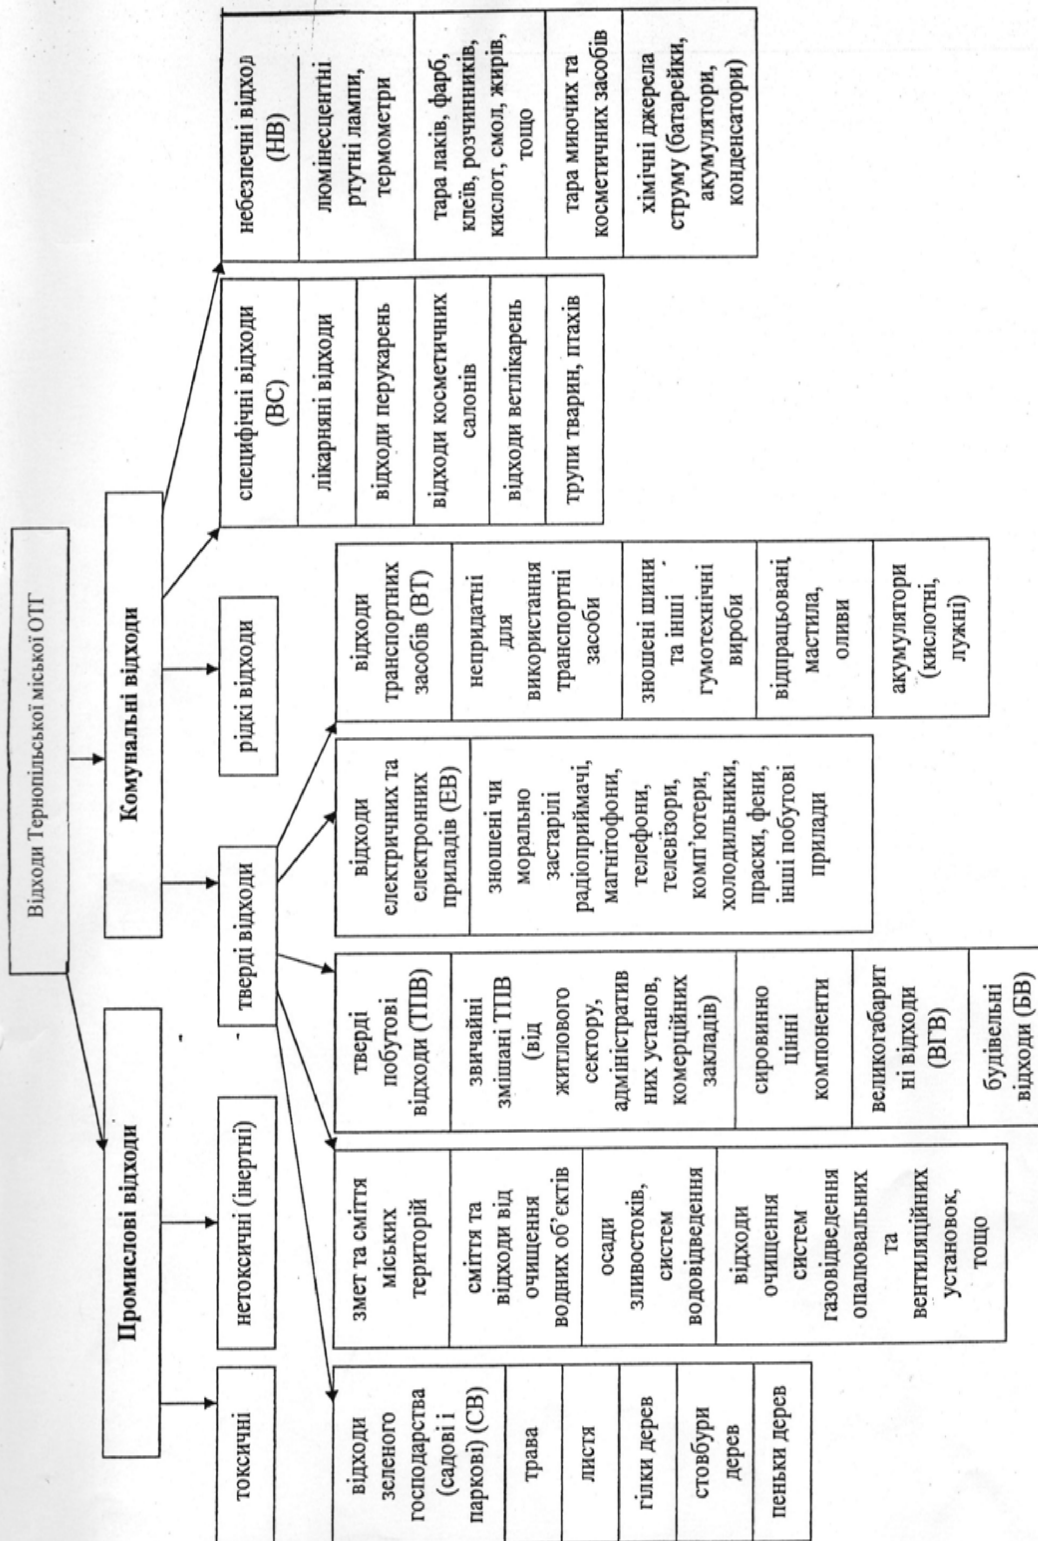 Відходи Тернопільської міської ОТГ
Промислові відходи
Комунальні відходи
токсичні
нетоксичні (інертні)
тверді відходи
рідкі відходи
специфічні відходи
(ВС)
лікарняні відходи
відходи перукарень
відходи косметичних
салонів
відходи ветлікарень
трупи тварин, птахів
небезпечні відход
(НВ)
люмінесцентні
ртутні лампи,
термометри
тара лаків, фарб,
клеїв, розчинників,
кислот, смол, жирів,
тощо
тара миючих та
косметичних засобів
хімічні джерела
струму (батарейки,
акумулятори,
конденсатори)
відходи
зеленого
господарства
(садові і
паркові) (СВ)
трава
листя
гілки дерев
стовбури
дерев
пеньки дерев
змет та сміття
міських
територій
сміття та
відходи від
очищення
водних об’єктів
осади
зливостоків,
систем
водовідведення
відходи
очищення
систем
газовідведення
опалювальних
та
вентиляційних
установок,
тощо
тверді
побутові
відходи (ТПВ)
звичайні
змішані ТПВ
(від
житлового
сектору,
адміністратив
них установ,
комерційних
закладів)
сировинно
цінні
компоненти
великогабарит
ні відходи
(ВГВ)
будівельні
відходи (БВ)
відходи
електричних та
електронних
приладів (ЕВ)
зношені чи
морально
застарілі
радіоприймачі,
магнітофони,
телефони,
телевізори,
комп’ютери,
холодильники,
праски, фени,
інші побутові
прилади
відходи
транспортних
засобів (ВТ)
непридатні
для
використання
транспортні
засоби
зношені шини
та інші
гумотехнічні
вироби
відпрацьовані
мастила,
оливи
акумулятори
(кислотні,
лужні)